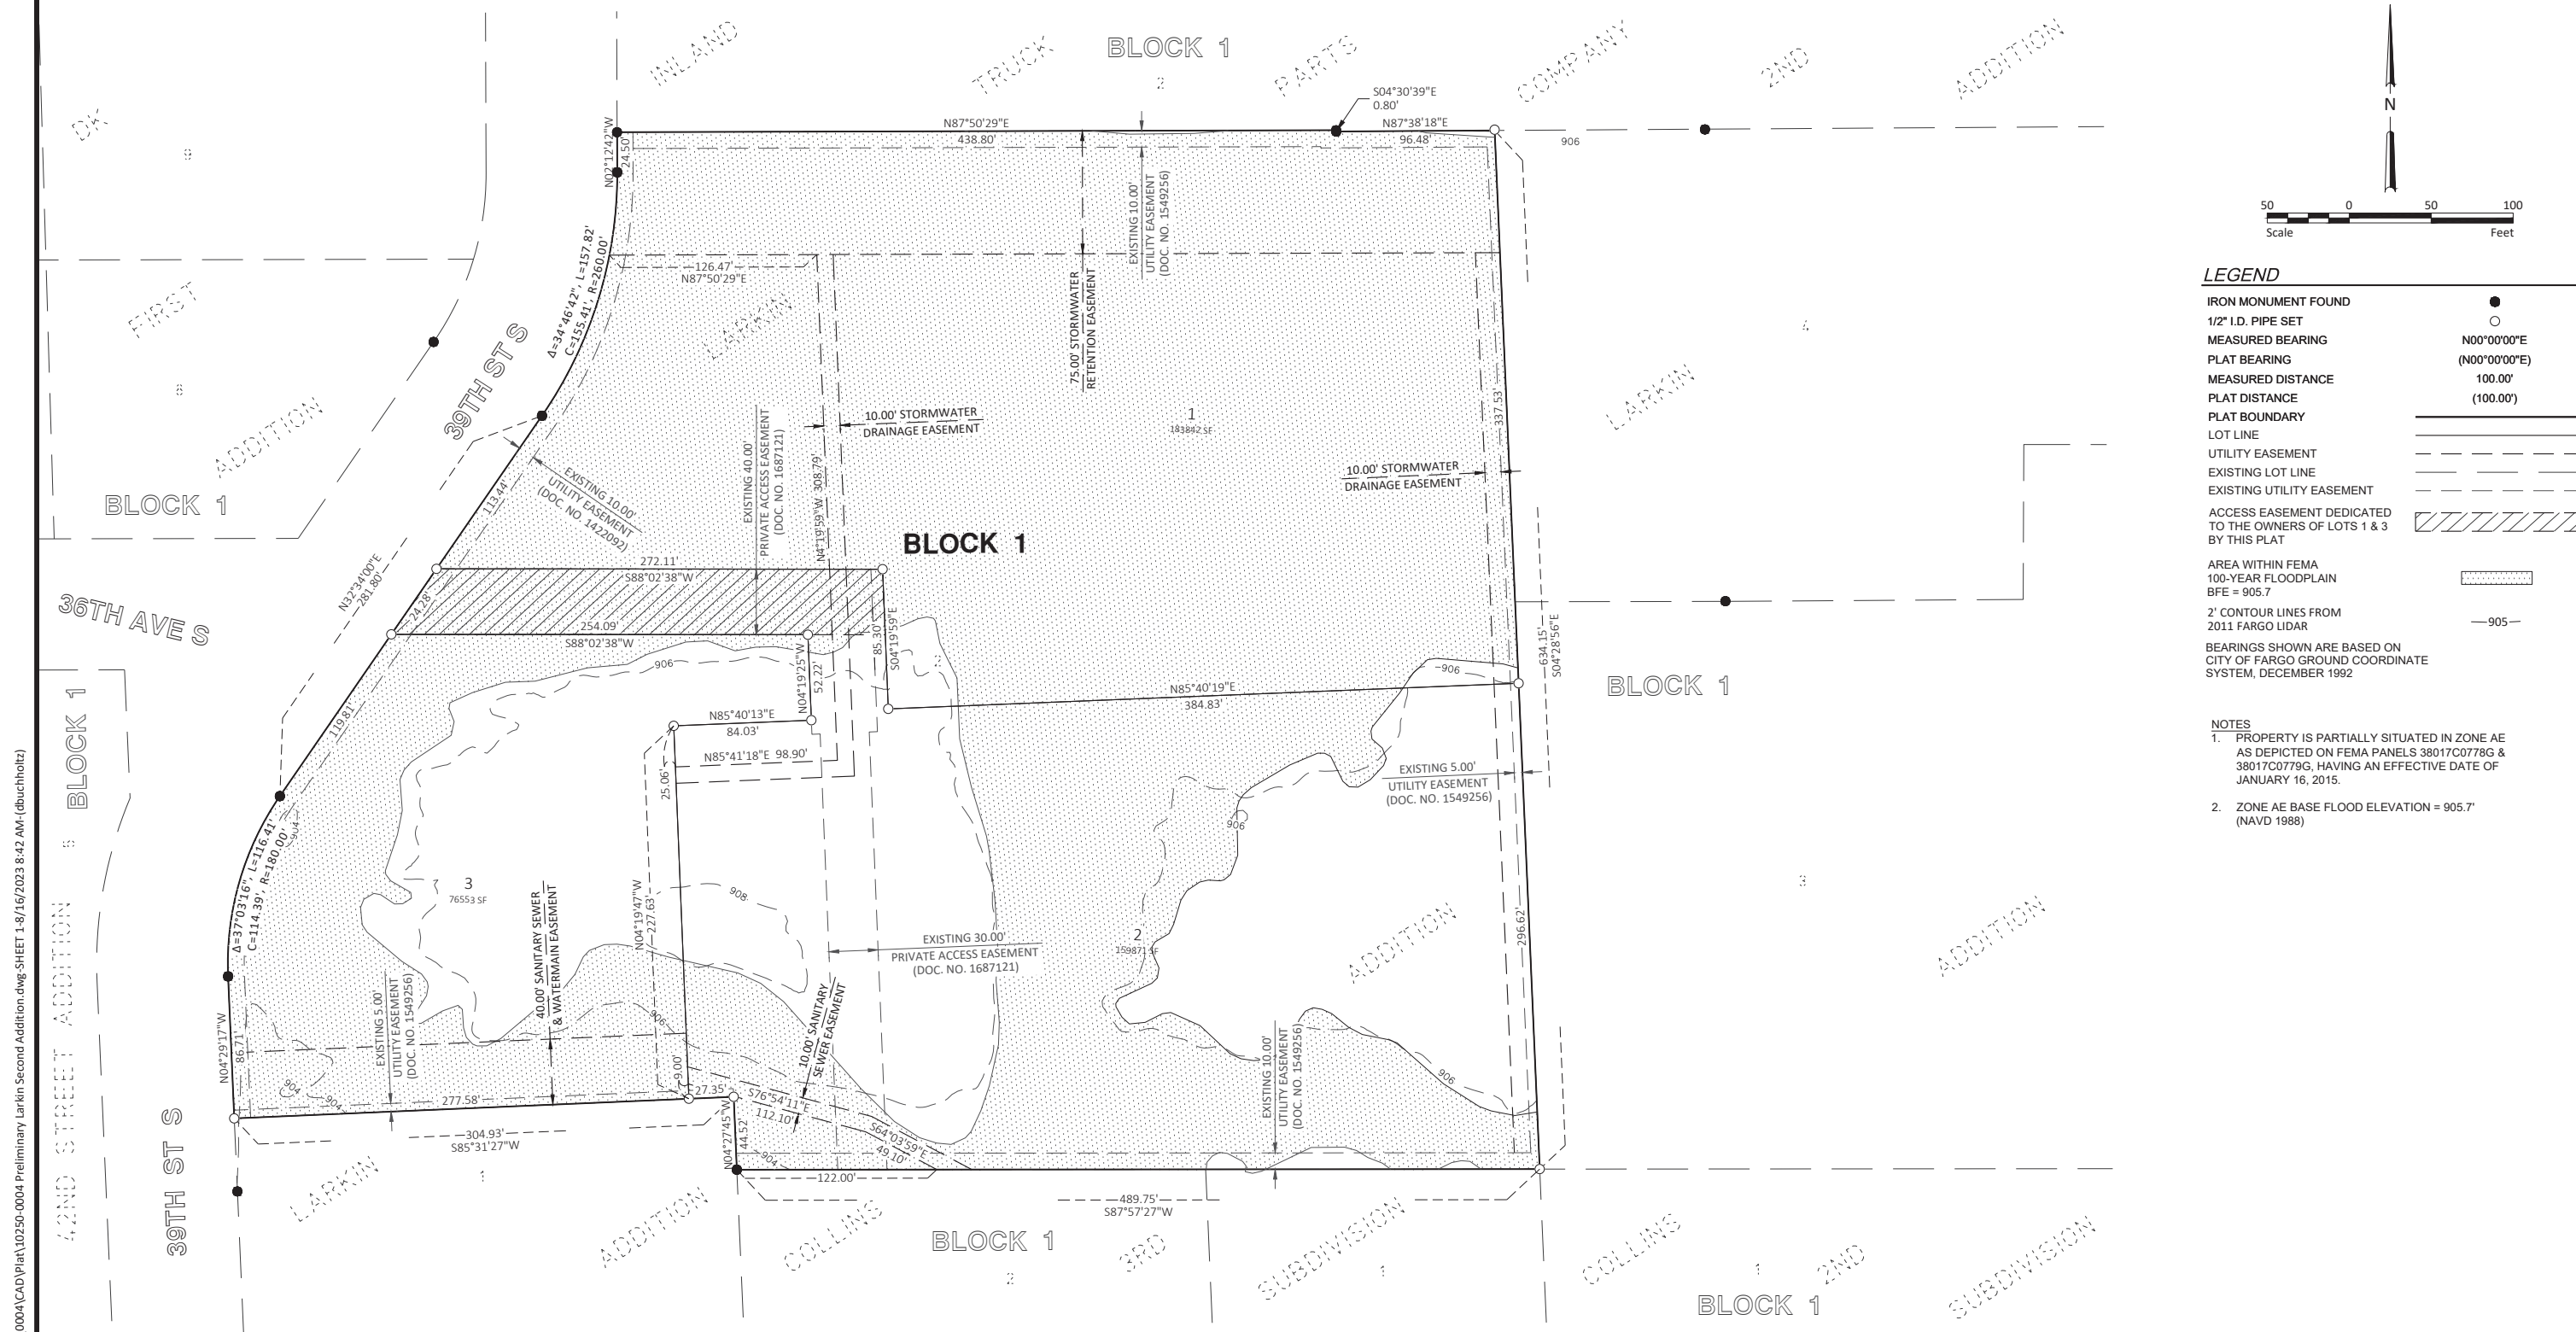 BLOCK 1
2
INLAND
TRUCK
PARTS
COMPANY
2ND
ADDITION
DK
9
FIRST
8
ADDITION
BLOCK 1
39TH ST S
36TH AVE S
BLOCK 1
5
42ND STREET ADDITION
39TH ST S
S04°30'39"E
0.80'
N87°50'29"E
438.80'
N87°38'18"E
96.48'
906
N02°12'42"W
24.50'
Δ=34°46'42", L=157.82'
C=155.41', R=260.00'
126.47'
N87°50'29"E
LARKIN
EXISTING 10.00'
UTILITY EASEMENT
(DOC. NO. 1549256)
75.00' STORMWATER
RETENTION EASEMENT
10.00' STORMWATER
DRAINAGE EASEMENT
1
183842 SF
337.53'
10.00' STORMWATER
DRAINAGE EASEMENT
EXISTING 40.00'
PRIVATE ACCESS EASEMENT
(DOC. NO. 1687121)
N4°19'59"W 308.79'
EXISTING 10.00'
UTILITY EASEMENT
(DOC. NO. 1422092)
113.44'
BLOCK 1
272.11'
S88°02'38"W
N32°34'00"E
281.80'
24.28'
254.09'
S88°02'38"W
85.30'
S04°19'59"E
2
906
N04°19'25"W
52.22'
N85°40'19"E
384.83'
906
634.15'
S04°28'56"E
N85°40'13"E
84.03'
N85°41'18"E 98.90'
25.06'
119.81'
EXISTING 5.00'
UTILITY EASEMENT
(DOC. NO. 1549256)
906
904
Δ=37°03'16", L=116.41'
C=114.39', R=180.00'
3
76553 SF
908
N04°19'47"W
227.63'
40.00' SANITARY SEWER
& WATERMAIN EASEMENT
EXISTING 30.00'
PRIVATE ACCESS EASEMENT
(DOC. NO. 1687121)
2
159871 SF
296.62'
ADDITION
906
10.00' SANITARY
SEWER EASEMENT
EXISTING 5.00'
UTILITY EASEMENT
(DOC. NO. 1549256)
N04°29'17"W
86.71'
904
904
277.58'
9.00'
27.35'
S76°54'11"E
112.10'
S64°03'59"E
49.10'
N04°27'45"W
44.52'
904
EXISTING 10.00'
UTILITY EASEMENT
(DOC. NO. 1549256)
906
304.93'
S85°31'27"W
122.00'
489.75'
S87°57'27"W
LARKIN
1
ADDITION
COLLINS
BLOCK 1
2
3RD
SUBDIVISION
1
COLLINS
1
2ND
SUBDIVISION
BLOCK 1
4
LARKIN
BLOCK 1
3
ADDITION
N
50
0
50
100
Scale
Feet
LEGEND
IRON MONUMENT FOUND
1/2" I.D. PIPE SET
MEASURED BEARING N00°00'00"E
PLAT BEARING (N00°00'00"E)
MEASURED DISTANCE 100.00'
PLAT DISTANCE (100.00')
PLAT BOUNDARY
LOT LINE
UTILITY EASEMENT
EXISTING LOT LINE
EXISTING UTILITY EASEMENT
ACCESS EASEMENT DEDICATED
TO THE OWNERS OF LOTS 1 & 3
BY THIS PLAT
AREA WITHIN FEMA
100-YEAR FLOODPLAIN
BFE = 905.7
2' CONTOUR LINES FROM
2011 FARGO LIDAR
905
BEARINGS SHOWN ARE BASED ON
CITY OF FARGO GROUND COORDINATE
SYSTEM, DECEMBER 1992
NOTES
1. PROPERTY IS PARTIALLY SITUATED IN ZONE AE
AS DEPICTED ON FEMA PANELS 38017C0778G &
38017C0779G, HAVING AN EFFECTIVE DATE OF
JANUARY 16, 2015.
2. ZONE AE BASE FLOOD ELEVATION = 905.7'
(NAVD 1988)
0004\CAD\Plat\10250-0004 Preliminary Larkin Second Addition.dwg-SHEET 1-8/16/2023 8:42 AM-(dbuchholtz)